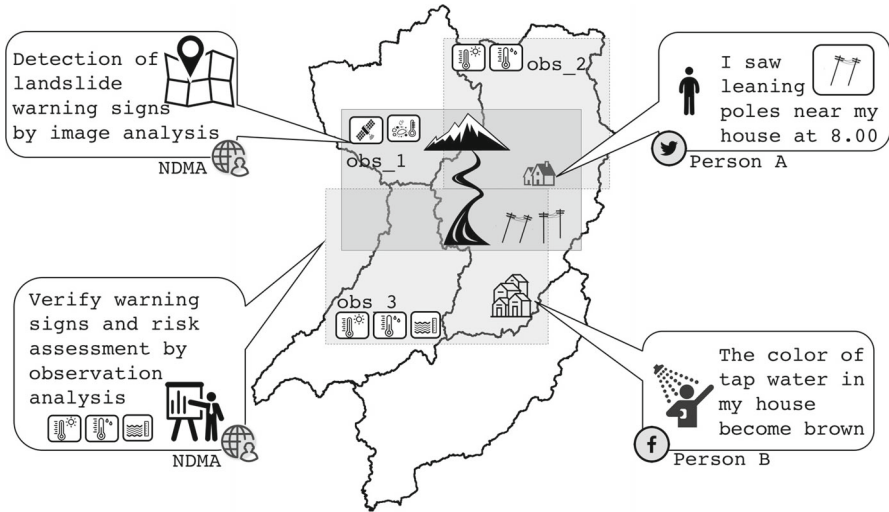 Detection of
landslide
warning signs
by image analysis
NDMA
obs_2
I saw
leaning
poles near my
house at 8.00
Person A
obs_1
obs_3
Verify warning
signs and risk
assessment by
observation
analysis
NDMA
The color of
tap water in
my house
become brown
f
Person B